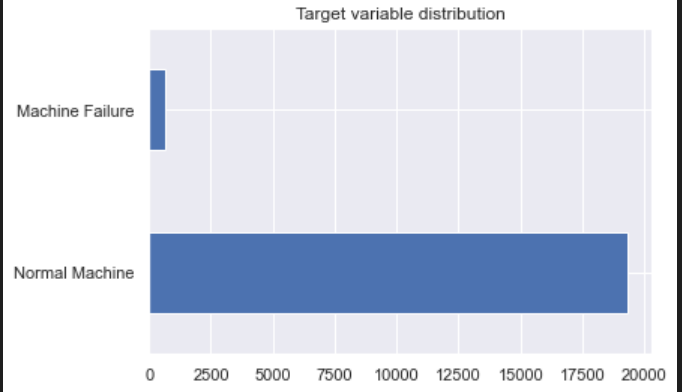 Target variable distribution
Machine Failure
Normal Machine
0 2500 5000 7500 10000 12500 15000 17500 20000